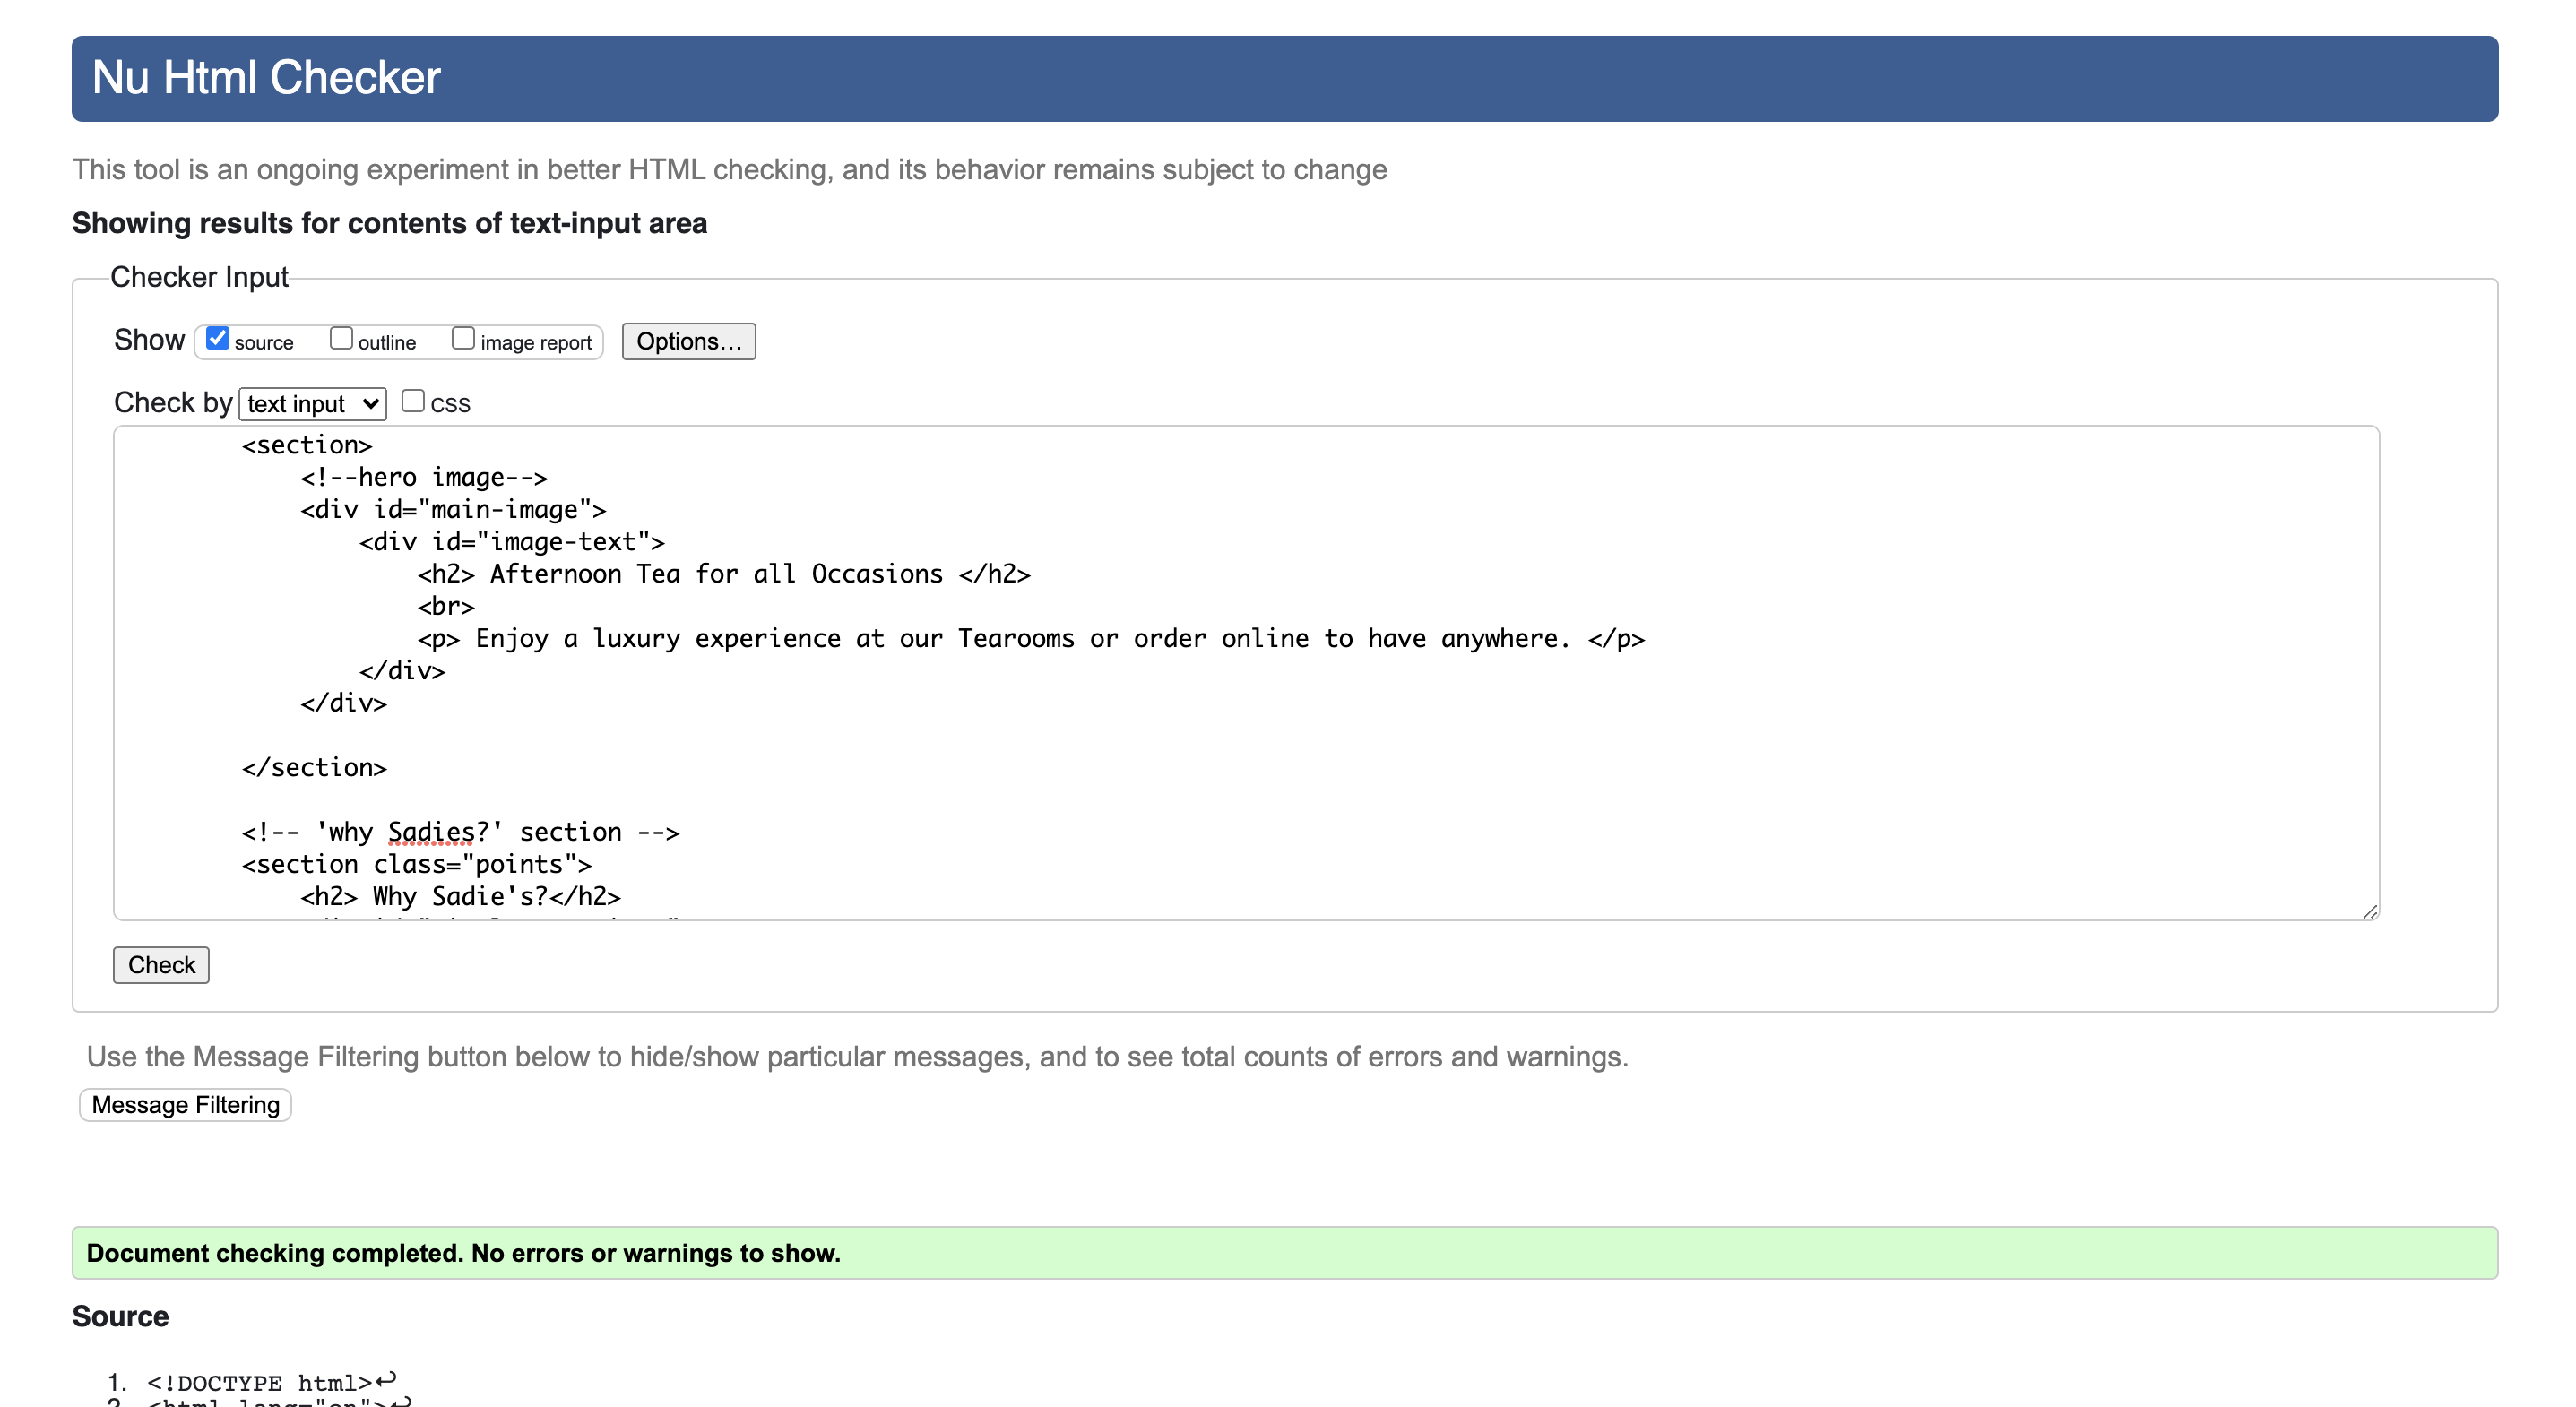 Nu Html Checker
This tool is an ongoing experiment in better HTML checking, and its behavior remains subject to change
Showing results for contents of text-input area
Checker Input
Show source outline image report Options...
Check by text input CSS
<section>
<!--hero image-->
<div id="main-image">
<div id="image-text">
<h2> Afternoon Tea for all Occasions </h2>
<br>
<p> Enjoy a luxury experience at our Tearooms or order online to have anywhere. </p>
</div>
</div>
</section>
<!-- 'why Sadies?' section -->
<section class="points">
<h2> Why Sadie's?</h2>
Check
Use the Message Filtering button below to hide/show particular messages, and to see total counts of errors and warnings.
Message Filtering
Document checking completed. No errors or warnings to show.
Source
1. <!DOCTYPE html>↩
2. <html lang="en">↩